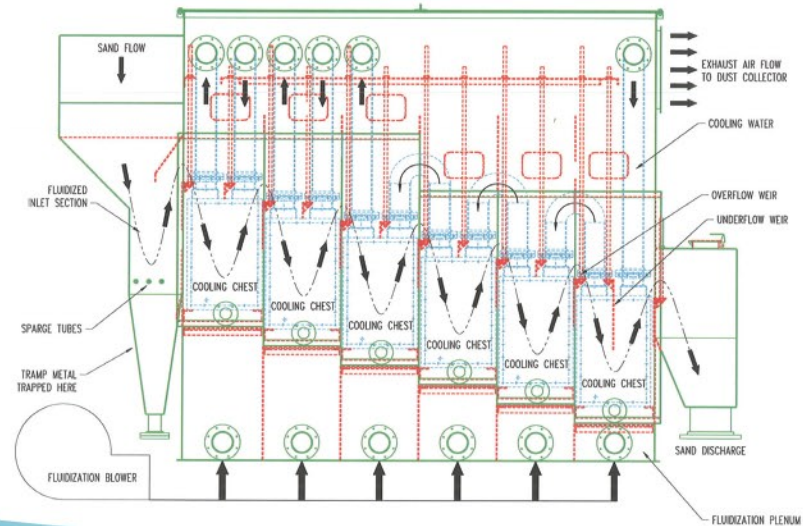 SAND FLOW
EXHAUST AIR FLOW
TO DUST COLLECTOR
COOLING WATER
FLUIDIZED
INLET SECTION
OVERFLOW WEIR
UNDERFLOW WEIR
COOLING CHEST
COOLING CHEST
COOLING CHEST
COOLING CHEST
COOLING CHEST
COOLING CHEST
SPARGE TUBES
TRAMP METAL
TRAPPED HERE
SAND DISCHARGE
FLUIDIZATION BLOWER
FLUIDIZATION PLENUM